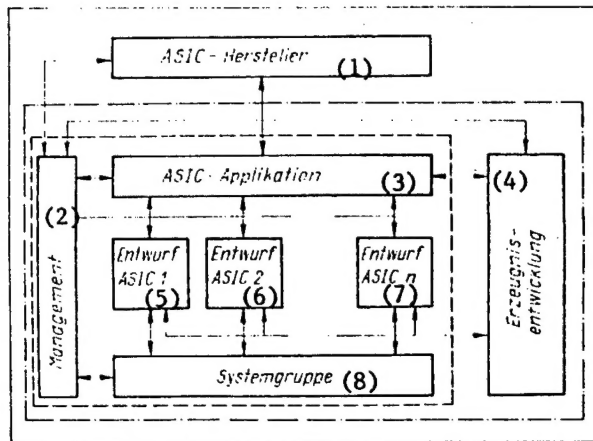 ASIC - Hersteller (1)
ASIC - Applikation (3)
(2)
Management
(4)
Erzeugnis-
entwicklung
Entwurf
ASIC 1
(5)
Entwurf
ASIC 2
(6)
Entwurf
ASIC n
(7)
Systemgruppe (8)